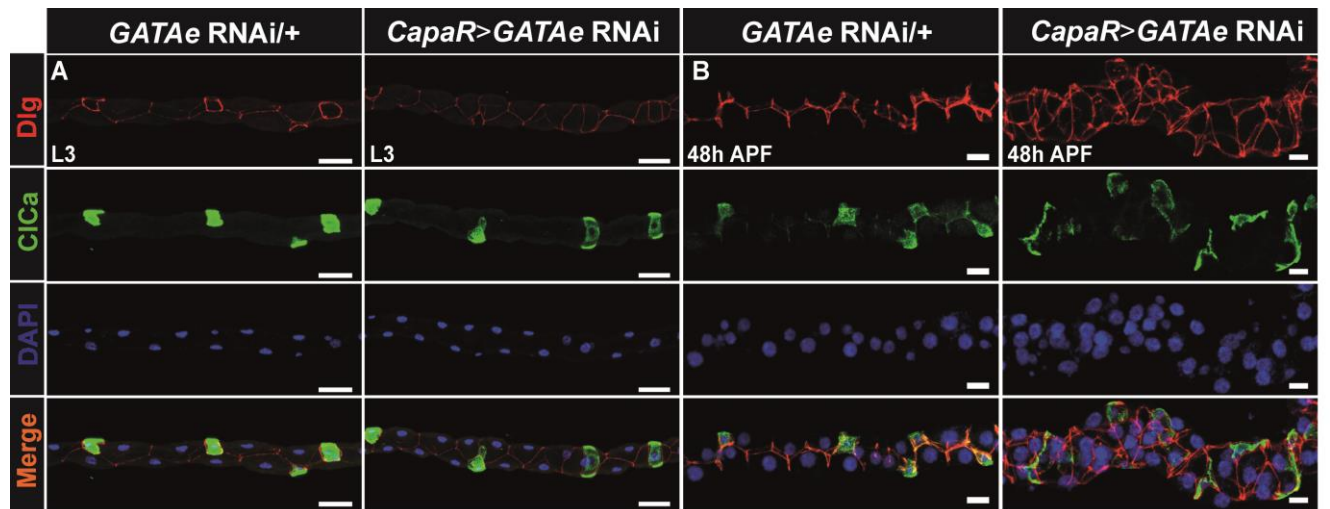 GATAe RNAi/+
CapaR>GATAe RNAi
GATAe RNAi/+
CapaR>GATAe RNAi
Dlg
A
L3
L3
B
48h APF
48h APF
ClCa
DAPI
Merge